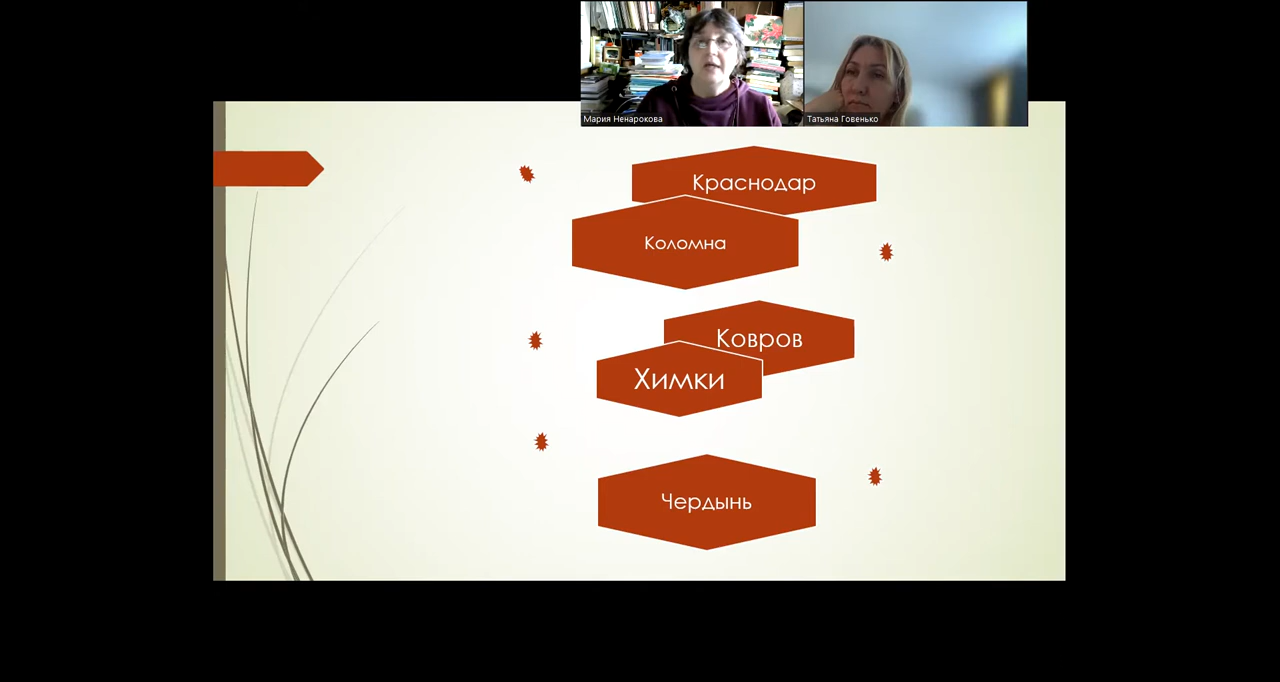 Мария Ненарокова
Татьяна Говенько
Краснодар
Коломна
Ковров
Химки
Чердынь